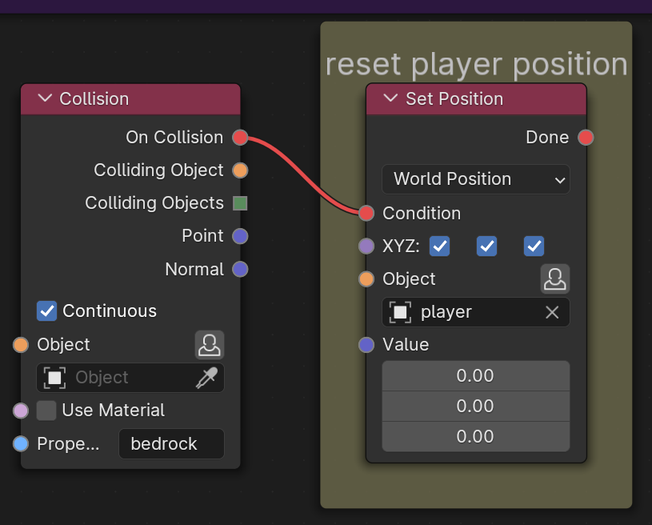 reset player position
Collision
On Collision
Colliding Object
Colliding Objects
Point
Normal
Continuous
Object
Object
Use Material
Prope... bedrock
Set Position
Done
World Position
Condition
XYZ:
Object
player
Value
0.00
0.00
0.00